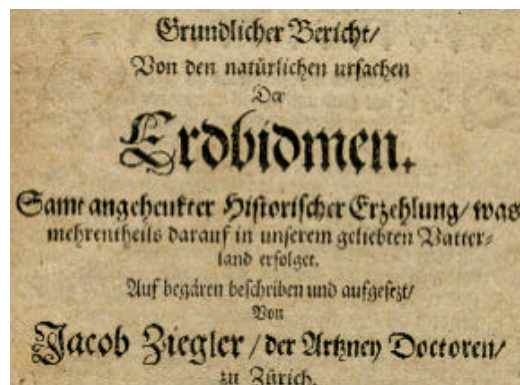 Grundlicher Bericht/
Von den natürlichen ursachen
Der
Erdbidmen.
Samt angehenkter Historischer Erzehlung/ was
mehrentheils darauf in unserem geliebten Vatter-
land erfolget.
Auf begären beschriben und aufgesezt/
Von
Jacob Ziegler / der Artzney Doctoren/
zu Zürich.